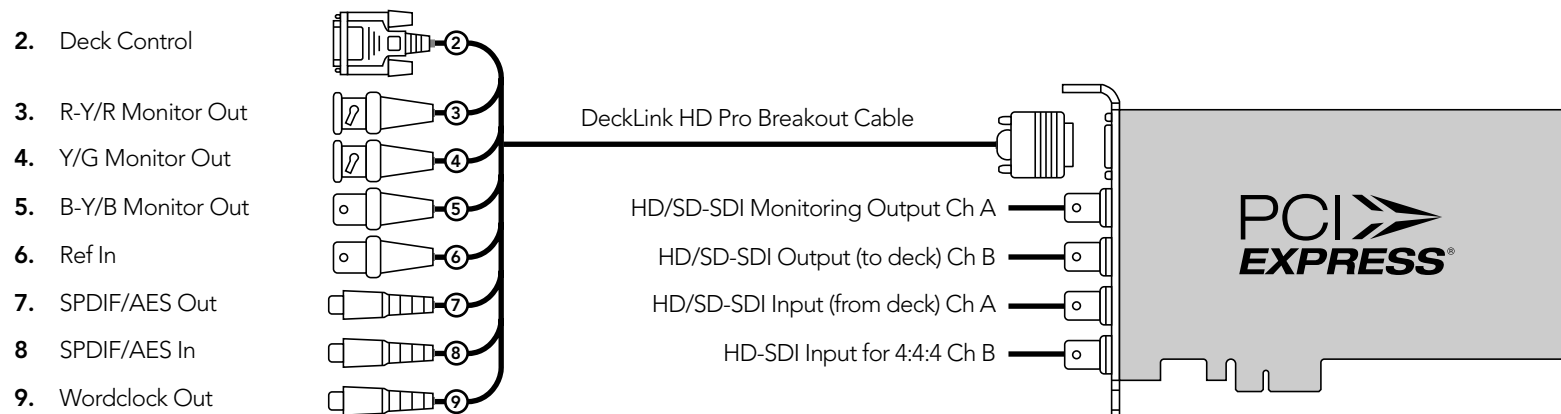 2. Deck Control
②
3. R-Y/R Monitor Out
③
4. Y/G Monitor Out
④
5. B-Y/B Monitor Out
⑤
6. Ref In
⑥
7. SPDIF/AES Out
⑦
8 SPDIF/AES In
⑧
9. Wordclock Out
⑨
DeckLink HD Pro Breakout Cable
HD/SD-SDI Monitoring Output Ch A
HD/SD-SDI Output (to deck) Ch B
HD/SD-SDI Input (from deck) Ch A
HD-SDI Input for 4:4:4 Ch B
PCI
EXPRESS®